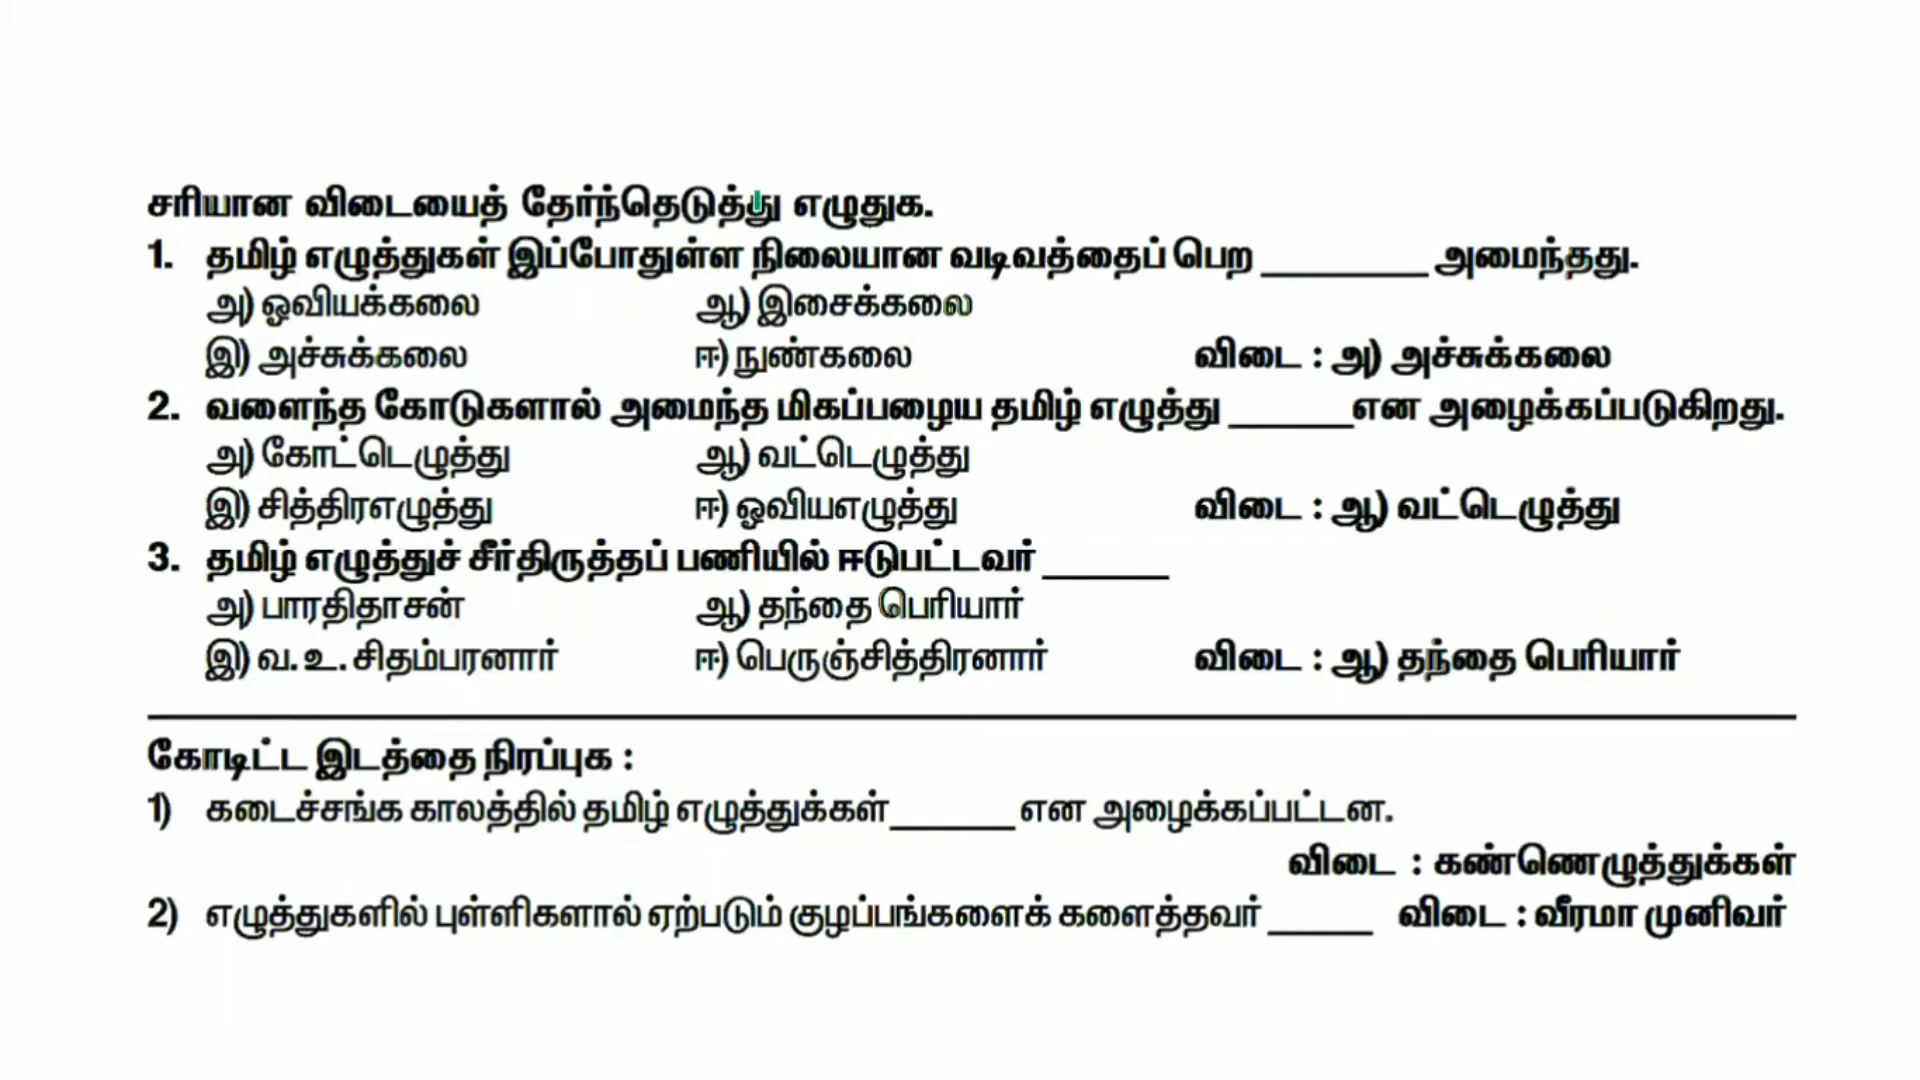 சரியான விடையைத் தேர்ந்தெடுத்து எழுதுக.
1. தமிழ் எழுத்துகள் இப்போதுள்ள நிலையான வடிவத்தைப் பெற ________ அமைந்தது.
அ) ஓவியக்கலை ஆ) இசைக்கலை
இ) அச்சுக்கலை ஈ) நுண்கலை விடை : அ) அச்சுக்கலை
2. வளைந்த கோடுகளால் அமைந்த மிகப்பழைய தமிழ் எழுத்து ______என அழைக்கப்படுகிறது.
அ) கோட்டெழுத்து ஆ) வட்டெழுத்து
இ) சித்திரஎழுத்து ஈ) ஓவியஎழுத்து விடை : ஆ) வட்டெழுத்து
3. தமிழ் எழுத்துச் சீர்திருத்தப் பணியில் ஈடுபட்டவர் ______
அ) பாரதிதாசன் ஆ) தந்தை பெரியார்
இ) வ. உ. சிதம்பரனார் ஈ) பெருஞ்சித்திரனார் விடை : ஆ) தந்தை பெரியார்
கோடிட்ட இடத்தை நிரப்புக :
1) கடைச்சங்க காலத்தில் தமிழ் எழுத்துக்கள்______ என அழைக்கப்பட்டன.
விடை : கண்ணெழுத்துக்கள்
2) எழுத்துகளில் புள்ளிகளால் ஏற்படும் குழப்பங்களைக் களைத்தவர் _____ விடை : வீரமா முனிவர்